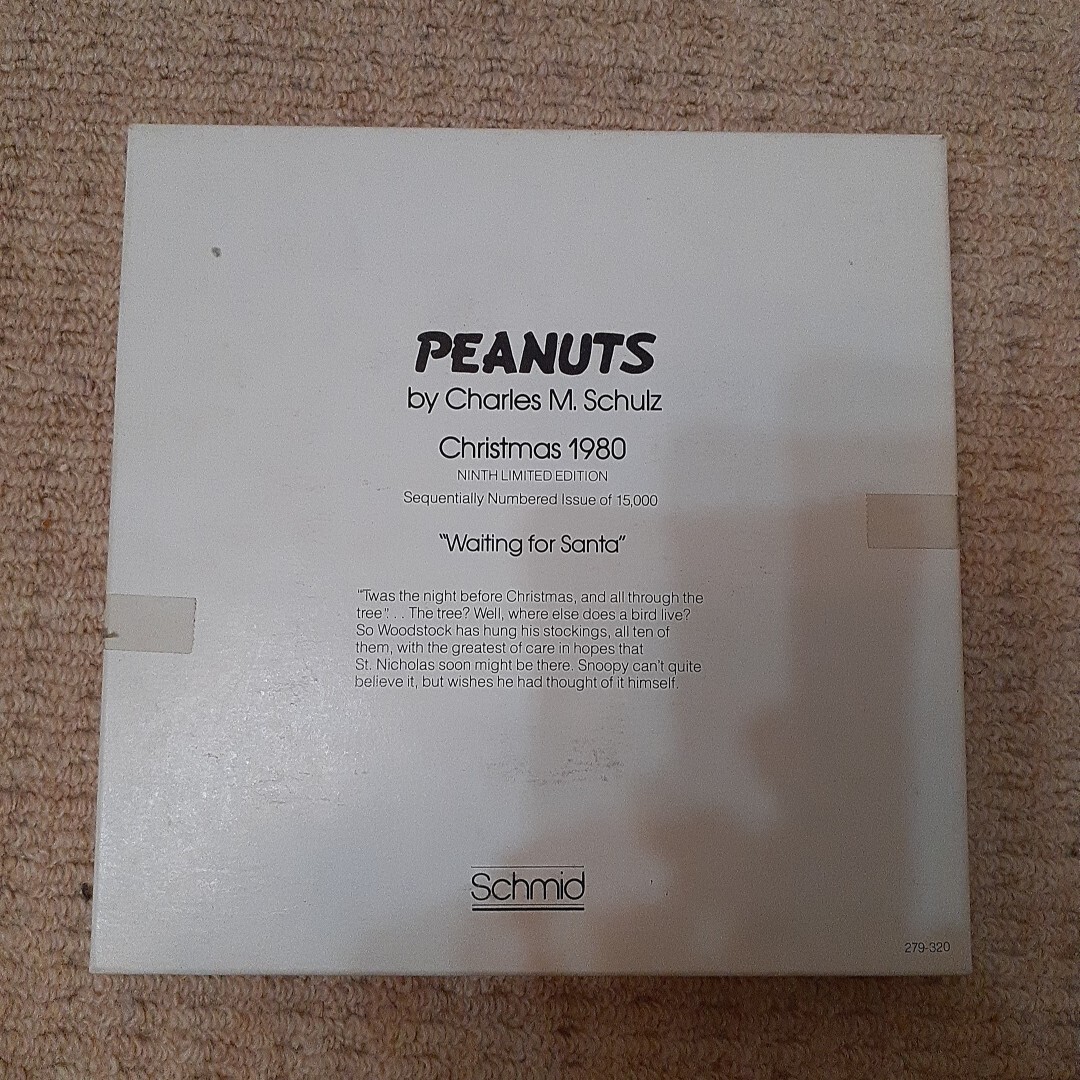 PEANUTS
by Charles M. Schulz
Christmas 1980
NINTH LIMITED EDITION
Sequentially Numbered Issue of 15,000
"Waiting for Santa"
"'Twas the night before Christmas, and all through the
tree". . . The tree? Well, where else does a bird live?
So Woodstock has hung his stockings, all ten of
them, with the greatest of care in hopes that
St. Nicholas soon might be there. Snoopy can't quite
believe it, but wishes he had thought of it himself.
Schmid
279-320